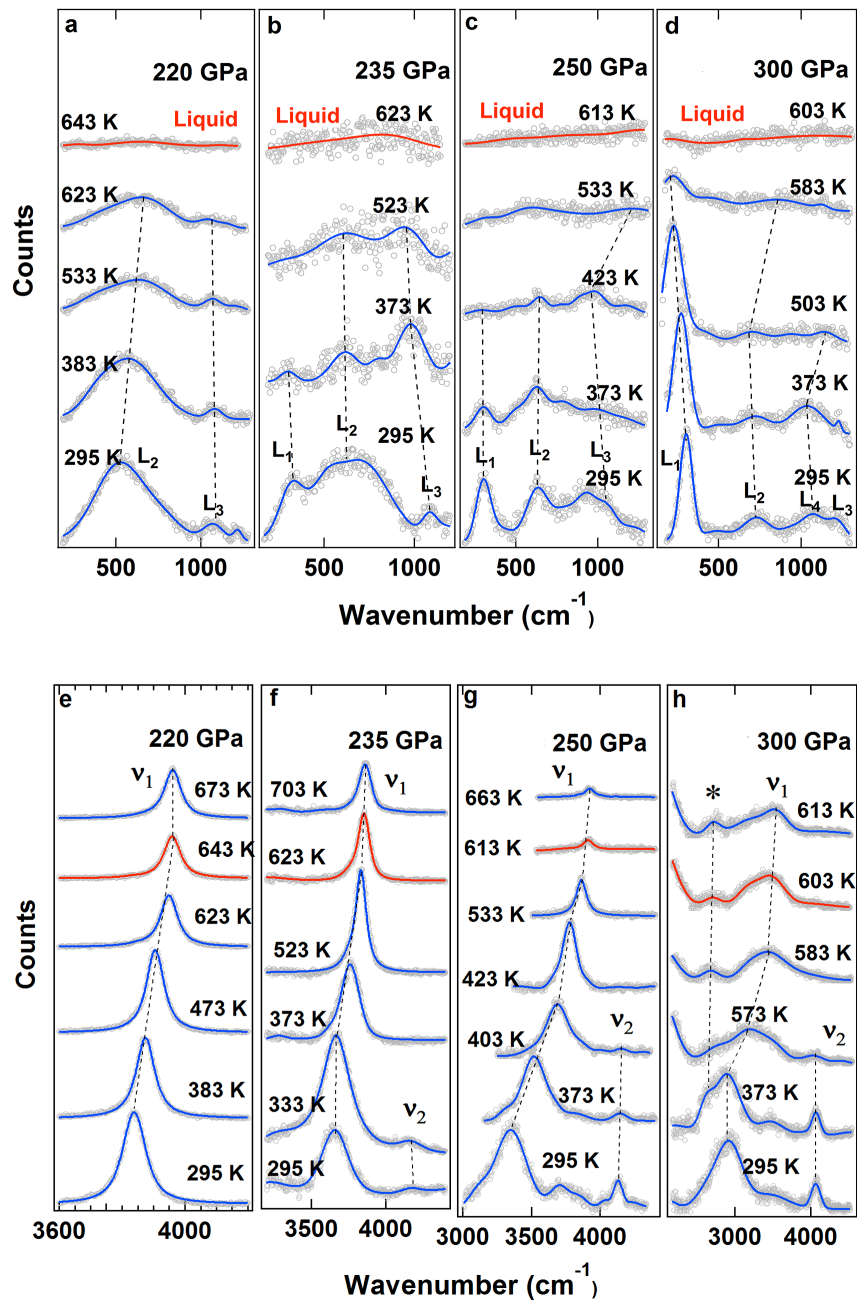 a
220 GPa
643 K
Liquid
623 K
533 K
383 K
295 K
L2
L3
500
1000
b
235 GPa
Liquid
623 K
523 K
373 K
L2
295 K
L1
L3
500
1000
c
250 GPa
Liquid
613 K
533 K
423 K
373 K
L1
L2
L3
295 K
500
1000
d
300 GPa
Liquid
603 K
583 K
503 K
373 K
L1
295 K
L2
L4
L3
500
1000
Counts
Wavenumber (cm-1)
e
220 GPa
ν1
673 K
643 K
623 K
473 K
383 K
295 K
3600
4000
f
235 GPa
703 K
ν1
623 K
523 K
373 K
333 K
ν2
295 K
3500
4000
g
250 GPa
ν1
663 K
613 K
533 K
423 K
403 K
ν2
373 K
295 K
3000
3500
4000
h
300 GPa
*
ν1
613 K
603 K
583 K
573 K
ν2
373 K
295 K
3000
4000
Counts
Wavenumber (cm-1)